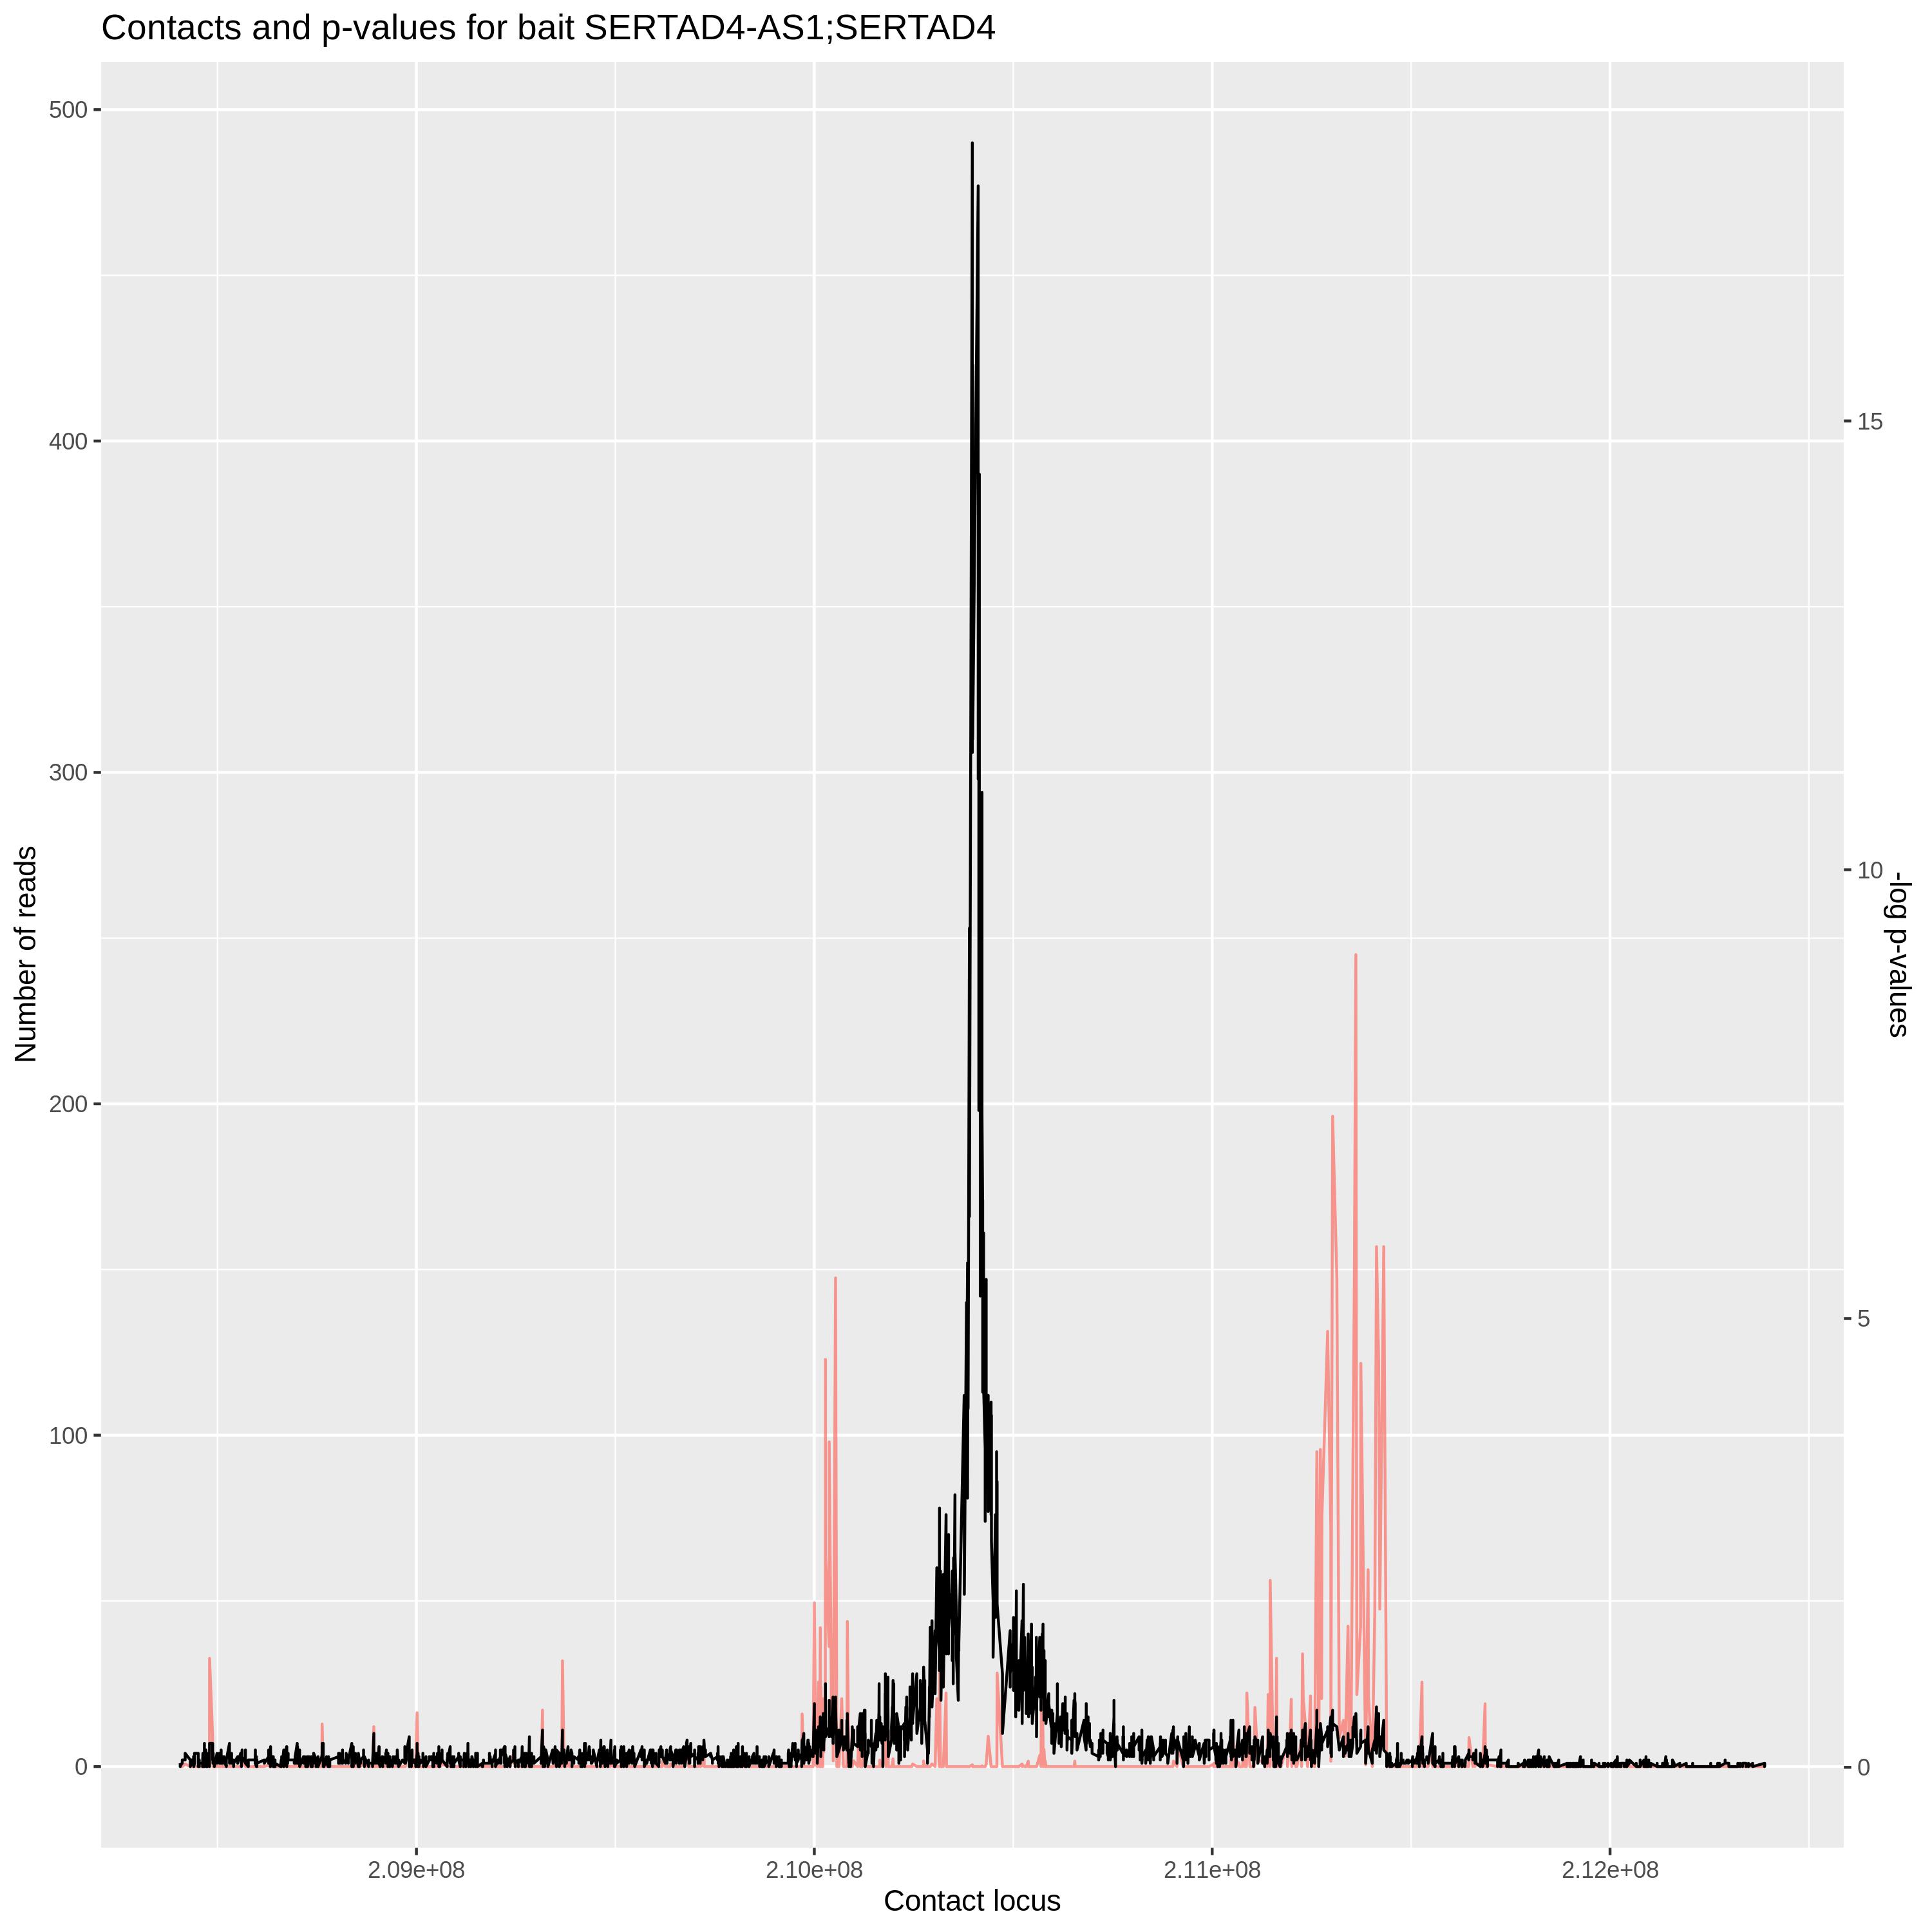 Contacts and p-values for bait SERTAD4-AS1;SERTAD4
500
400
300
200
100
0
Number of reads
15
10
5
0
-log p-values
2.09e+08
2.10e+08
2.11e+08
2.12e+08
Contact locus